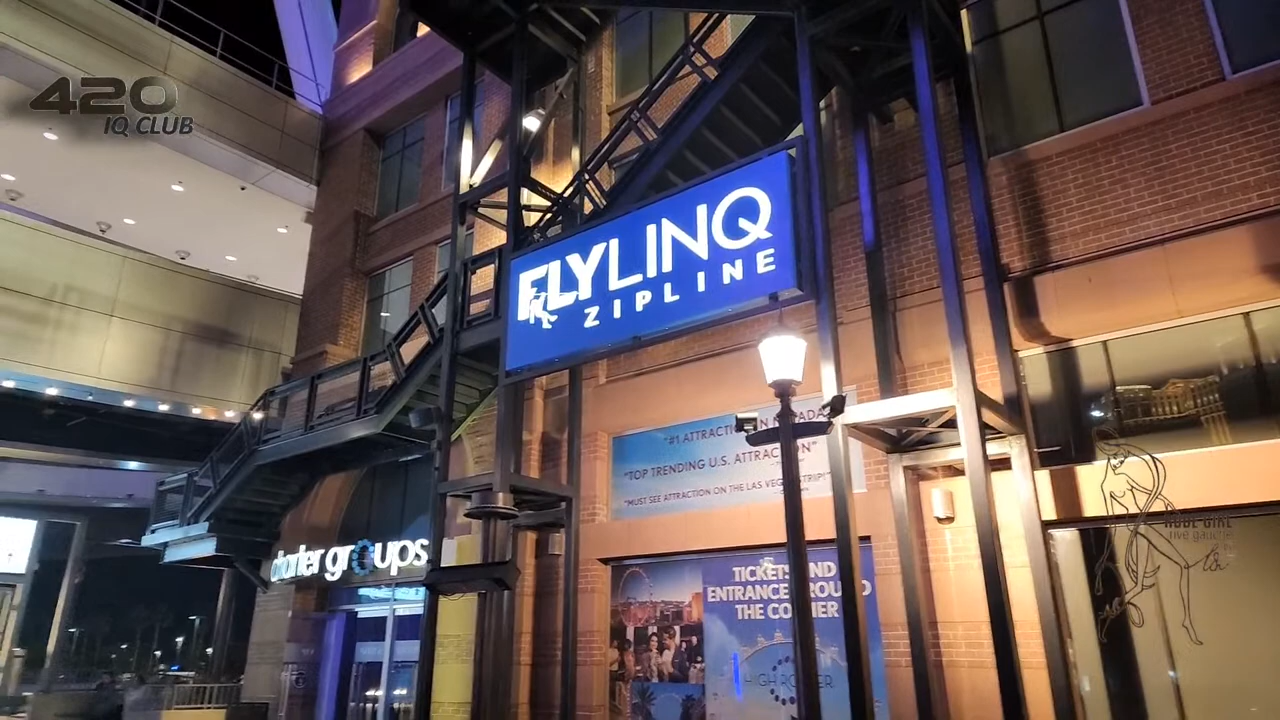 420
IQ CLUB
FLYLINQ
ZIPLINE
"#1 ATTRACTION IN NEVADA"
"TOP TRENDING U.S. ATTRACTION"
"MUST SEE ATTRACTION ON THE LAS VEGAS STRIP!"
charter groups
TICKETS AND
ENTRANCE AROUND
THE CORNER
HIGH ROLLER
NUDE GIRL
rive gauche